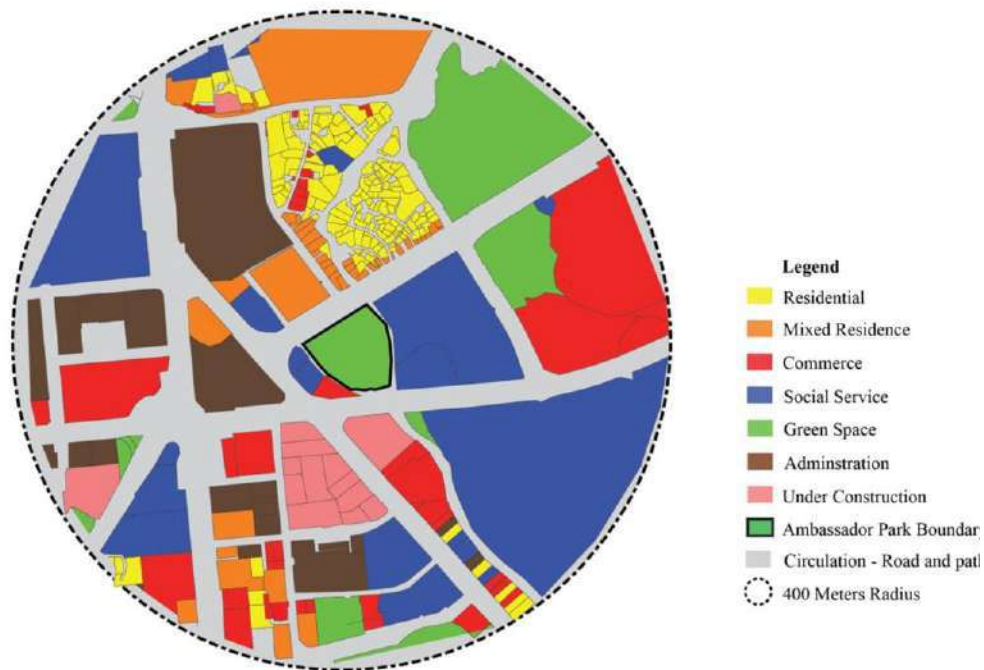 Legend
Residential
Mixed Residence
Commerce
Social Service
Green Space
Adminstration
Under Construction
Ambassador Park Boundar
Circulation - Road and patl
400 Meters Radius